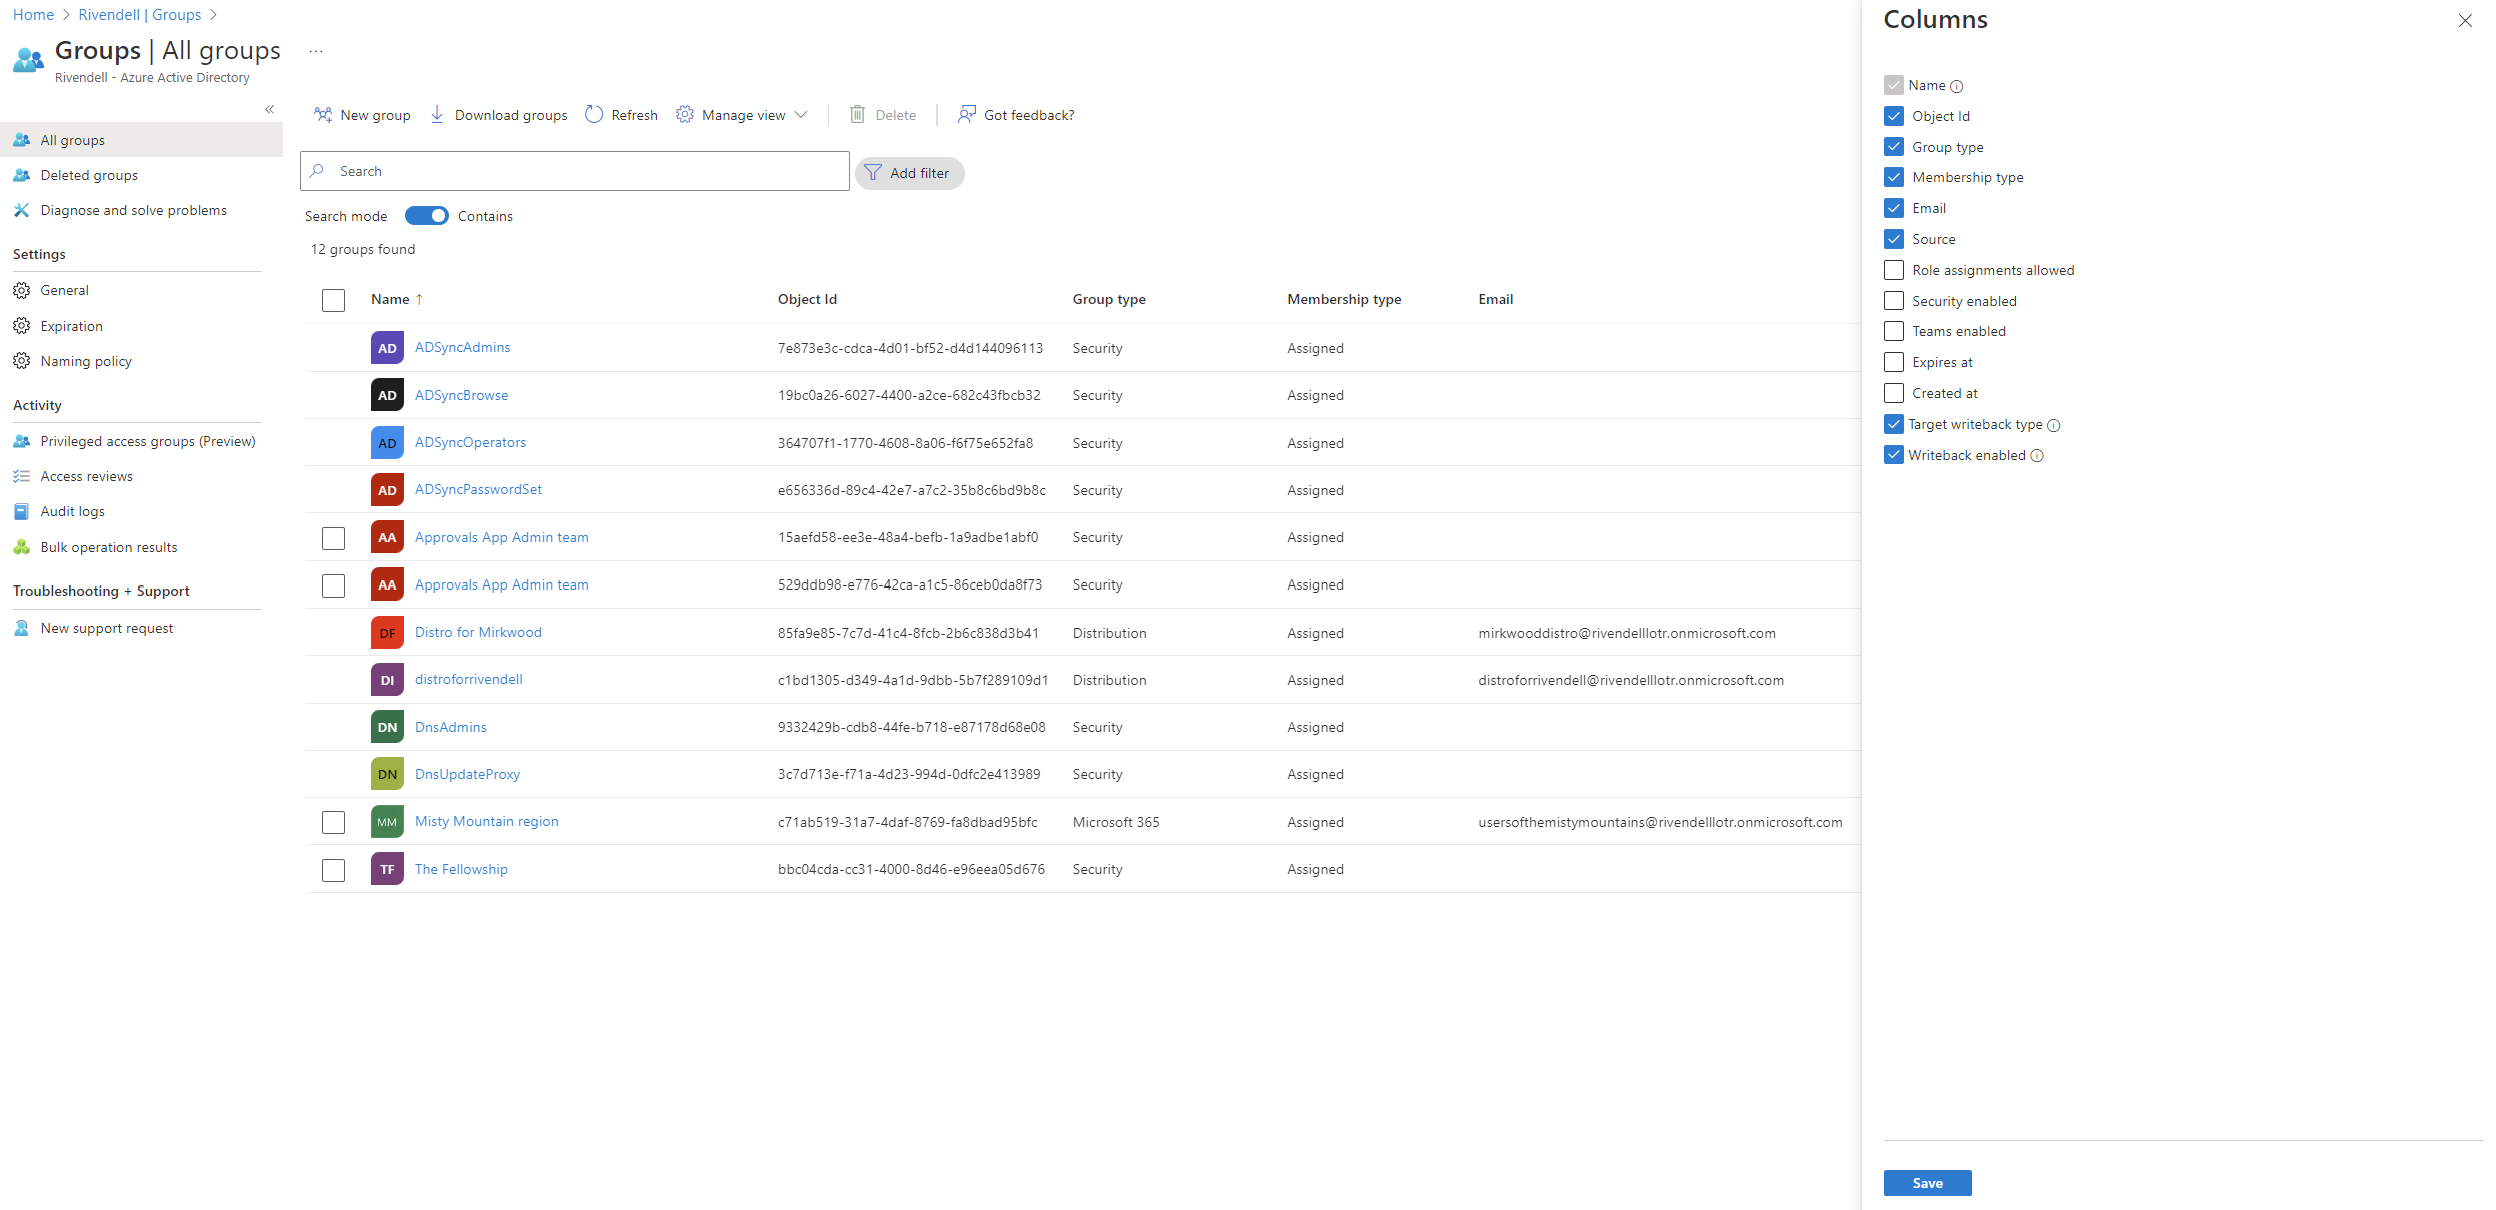 Home > Rivendell | Groups >
Groups | All groups ...
Rivendell - Azure Active Directory
«
All groups
Deleted groups
Diagnose and solve problems
Settings
General
Expiration
Naming policy
Activity
Privileged access groups (Preview)
Access reviews
Audit logs
Bulk operation results
Troubleshooting + Support
New support request
New group Download groups Refresh Manage view Delete Got feedback?
Search Add filter
Search mode Contains
12 groups found
Name ↑ Object Id Group type Membership type Email
AD ADSyncAdmins 7e873e3c-cdca-4d01-bf52-d4d144096113 Security Assigned
AD ADSyncBrowse 19bc0a26-6027-4400-a2ce-682c43fbcb32 Security Assigned
AD ADSyncOperators 364707f1-1770-4608-8a06-f6f75e652fa8 Security Assigned
AD ADSyncPasswordSet e656336d-89c4-42e7-a7c2-35b8c6bd9b8c Security Assigned
AA Approvals App Admin team 15aefd58-ee3e-48a4-befb-1a9adbe1abf0 Security Assigned
AA Approvals App Admin team 529ddb98-e776-42ca-a1c5-86ceb0da8f73 Security Assigned
DF Distro for Mirkwood 85fa9e85-7c7d-41c4-8fcb-2b6c838d3b41 Distribution Assigned mirkwooddistro@rivendelllotr.onmicrosoft.com
DI distroforrivendell c1bd1305-d349-4a1d-9dbb-5b7f289109d1 Distribution Assigned distroforrivendell@rivendelllotr.onmicrosoft.com
DN DnsAdmins 9332429b-cdb8-44fe-b718-e87178d68e08 Security Assigned
DN DnsUpdateProxy 3c7d713e-f71a-4d23-994d-0dfc2e413989 Security Assigned
MM Misty Mountain region c71ab519-31a7-4daf-8769-fa8dbad95bfc Microsoft 365 Assigned usersofthemistymountains@rivendelllotr.onmicrosoft.com
TF The Fellowship bbc04cda-cc31-4000-8d46-e96eea05d676 Security Assigned
Columns
Name
Object Id
Group type
Membership type
Email
Source
Role assignments allowed
Security enabled
Teams enabled
Expires at
Created at
Target writeback type
Writeback enabled
Save